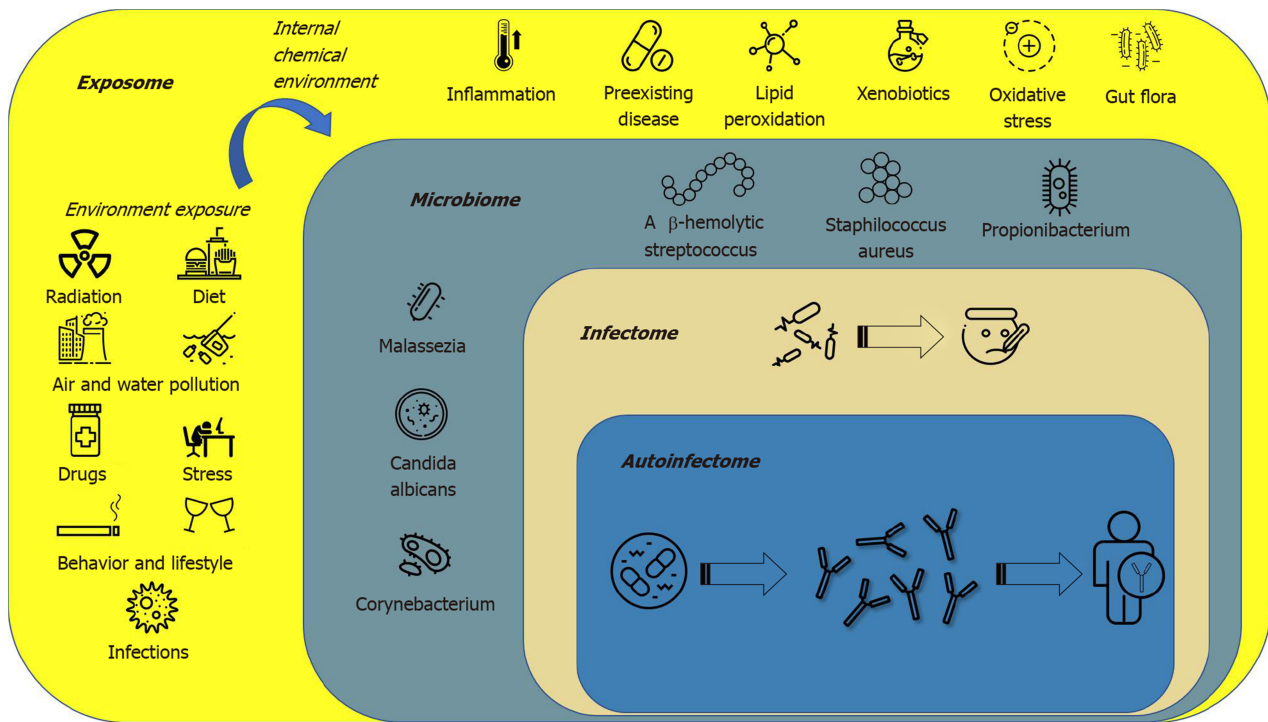 Exposome
Internal
chemical
environment
Inflammation
Preexisting
disease
Lipid
peroxidation
Xenobiotics
Oxidative
stress
Gut flora
Environment exposure
Radiation
Diet
Air and water pollution
Drugs
Stress
Behavior and lifestyle
Infections
Microbiome
A β-hemolytic
streptococcus
Staphilococcus
aureus
Propionibacterium
Malassezia
Candida
albicans
Corynebacterium
Infectome
Autoinfectome